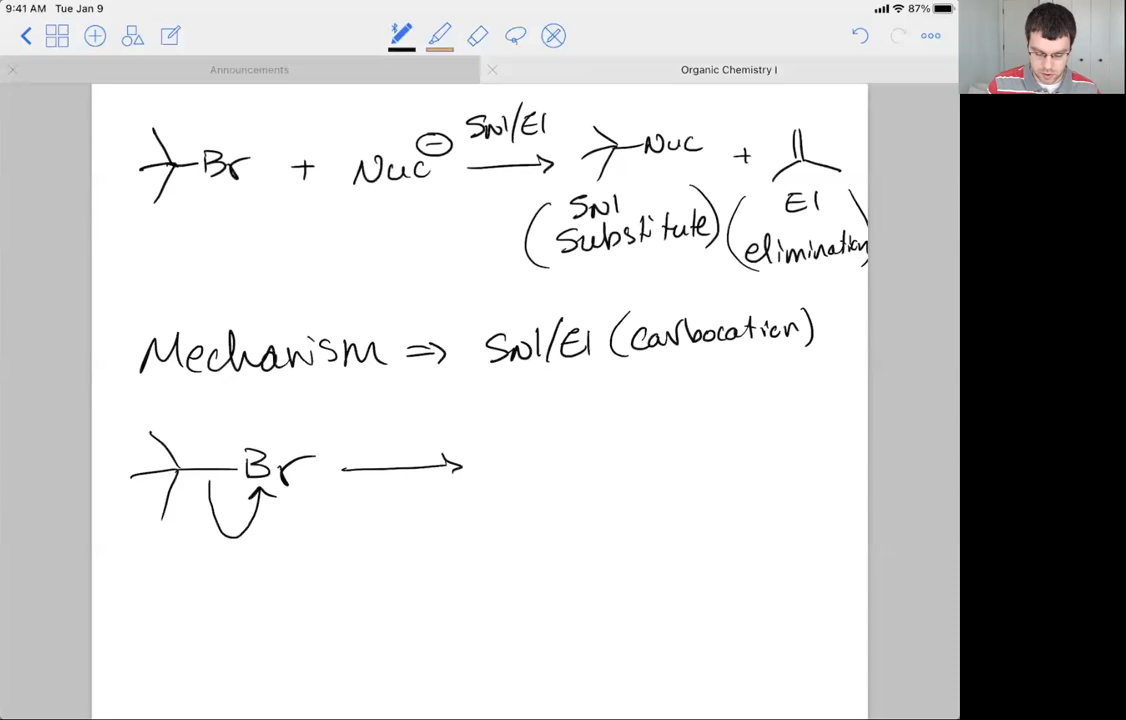 9:41 AM Tue Jan 9 87%
Announcements Organic Chemistry I
Br + Nuc⊖ SN1/E1 Nuc +
SN1 E1
(Substitute) (elimination)
Mechanism ⇒ SN1/E1 (Carbocation)
Br